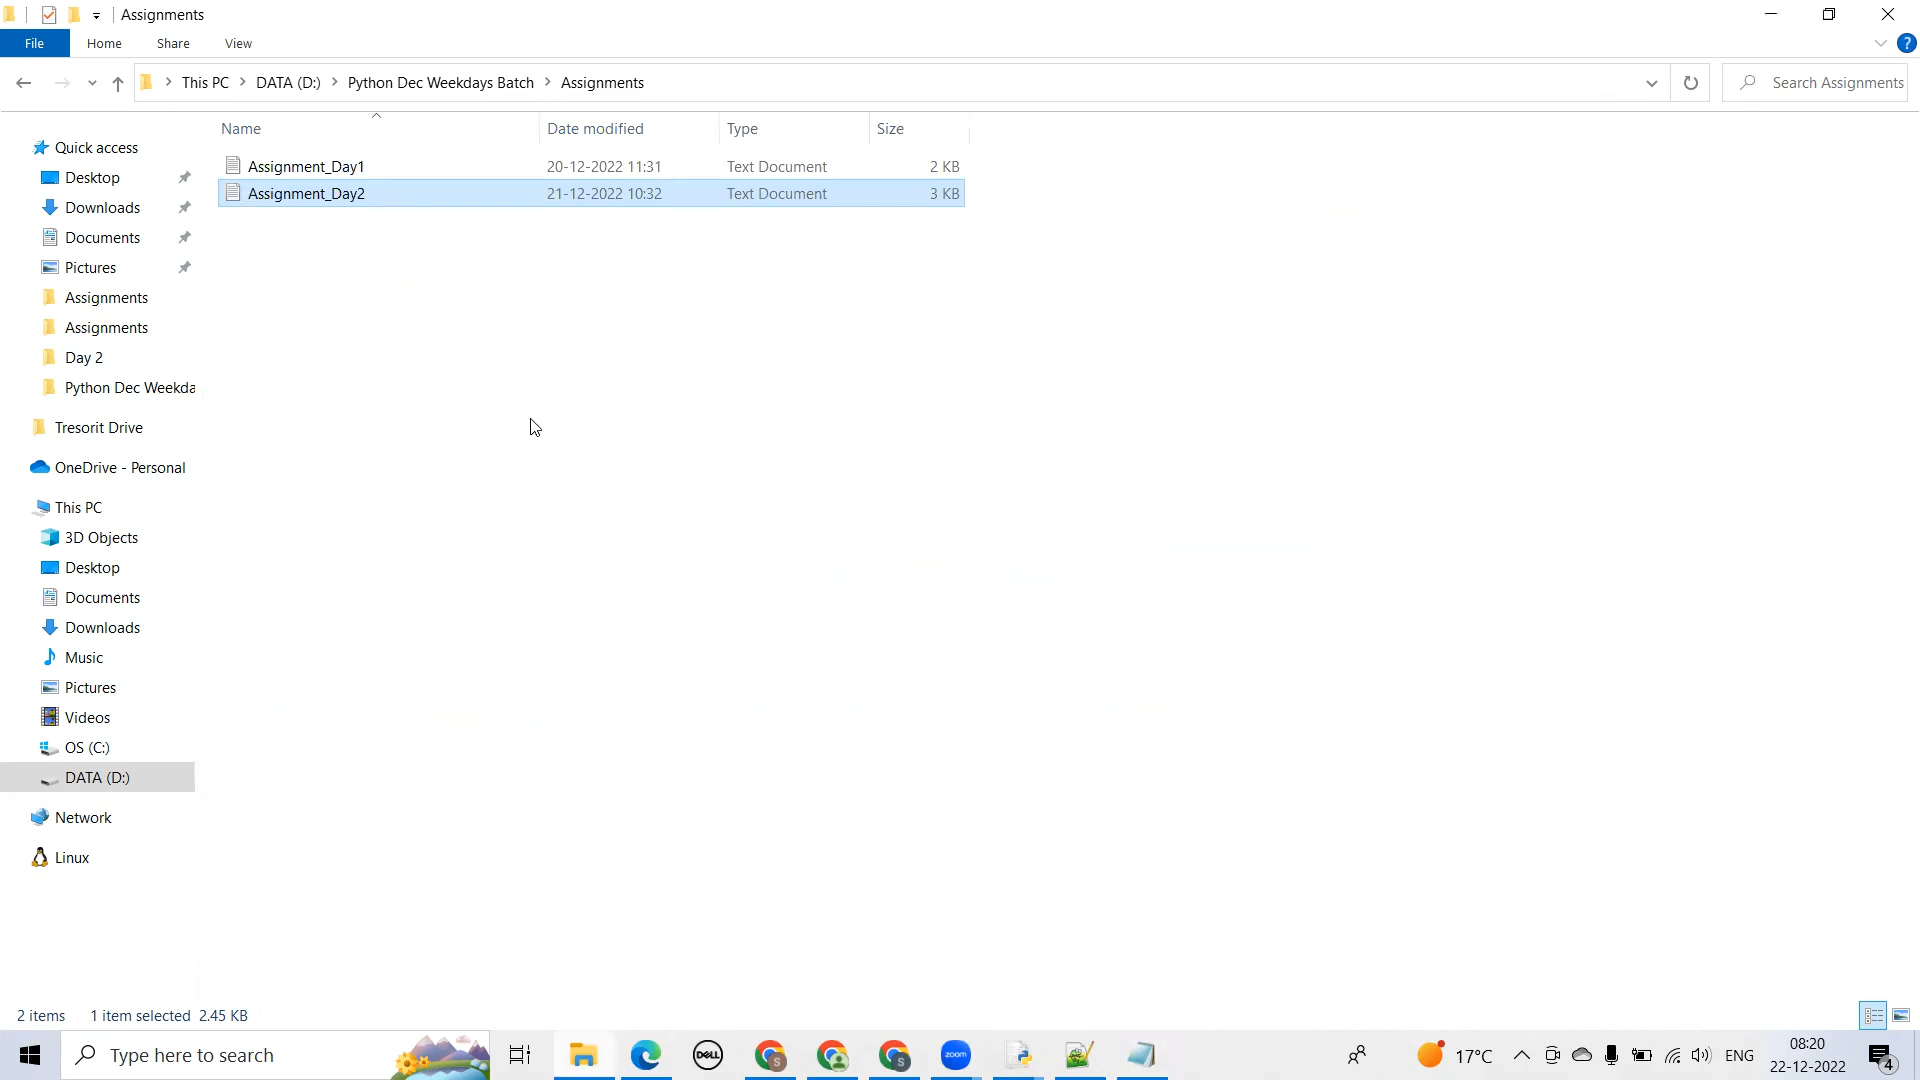 Assignments
File Home Share View
This PC DATA (D:) Python Dec Weekdays Batch Assignments Search Assignments
Name Date modified Type Size
Assignment_Day1 20-12-2022 11:31 Text Document 2 KB
Assignment_Day2 21-12-2022 10:32 Text Document 3 KB
Quick access
Desktop
Downloads
Documents
Pictures
Assignments
Assignments
Day 2
Python Dec Weekda
Tresorit Drive
OneDrive - Personal
This PC
3D Objects
Desktop
Documents
Downloads
Music
Pictures
Videos
OS (C:)
DATA (D:)
Network
Linux
2 items 1 item selected 2.45 KB
Type here to search DELL zoom 17°C ENG 08:20
22-12-2022 4